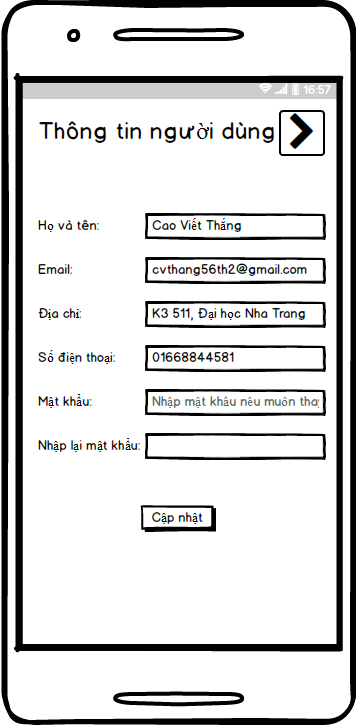 16:57
Thông tin người dùng
Họ và tên: Cao Viết Thắng
Email: cvthang56th2@gmail.com
Địa chỉ: K3 511, Đại học Nha Trang
Số điện thoại: 01668844581
Mật khẩu: Nhập mật khẩu nếu muốn thay
Nhập lại mật khẩu:
Cập nhật